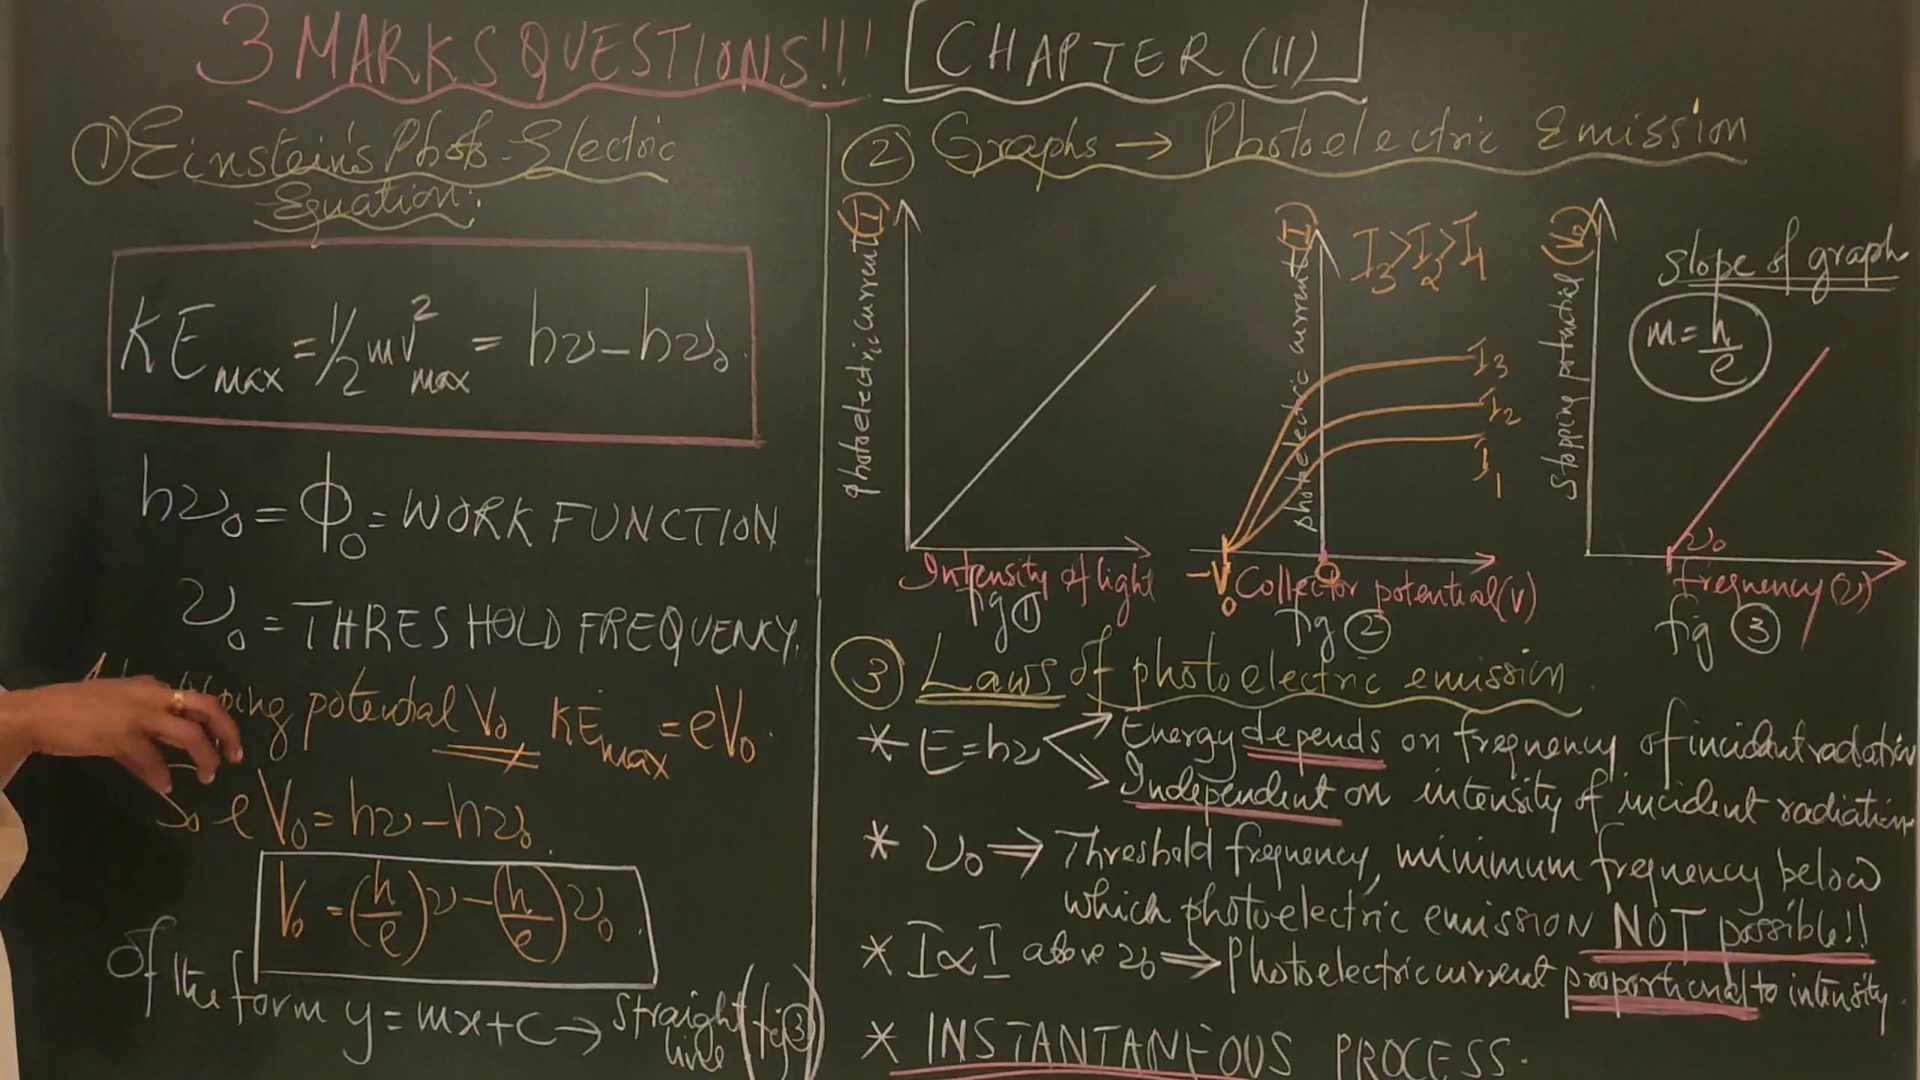 3 MARKS QUESTIONS!!!
CHAPTER (11)
① Einstein's Photo-Electric
Equation:
KEmax = 1/2 mv²max = hν - hν₀.
hν₀ = ϕ₀ = WORK FUNCTION
ν₀ = THRESHOLD FREQUENCY.
potential V₀ KEmax = eV₀.
So eV₀ = hν - hν₀.
V₀ = (h/e)ν - (h/e)ν₀.
Of the form y = mx + c → straight line (fig ③)
② Graphs → Photoelectric Emission
photoelectric current (I)
Intensity of light
fig ①
photoelectric current (I)
I₃ > I₂ > I₁
I₃
I₂
I₁
-V₀
O
Collector potential (V)
fig ②
Stopping potential (V₀)
slope of graph
m = h/e
ν₀
frequency (ν)
fig ③
③ Laws of photoelectric emission
* E = hν Energy depends on frequency of incident radiation
Independent on intensity of incident radiation
* ν₀ ⇒ Threshold frequency, minimum frequency below
which photoelectric emission NOT possible!!
* I ∝ I above ν₀ ⇒ Photoelectric current proportional to intensity.
* INSTANTANEOUS PROCESS.